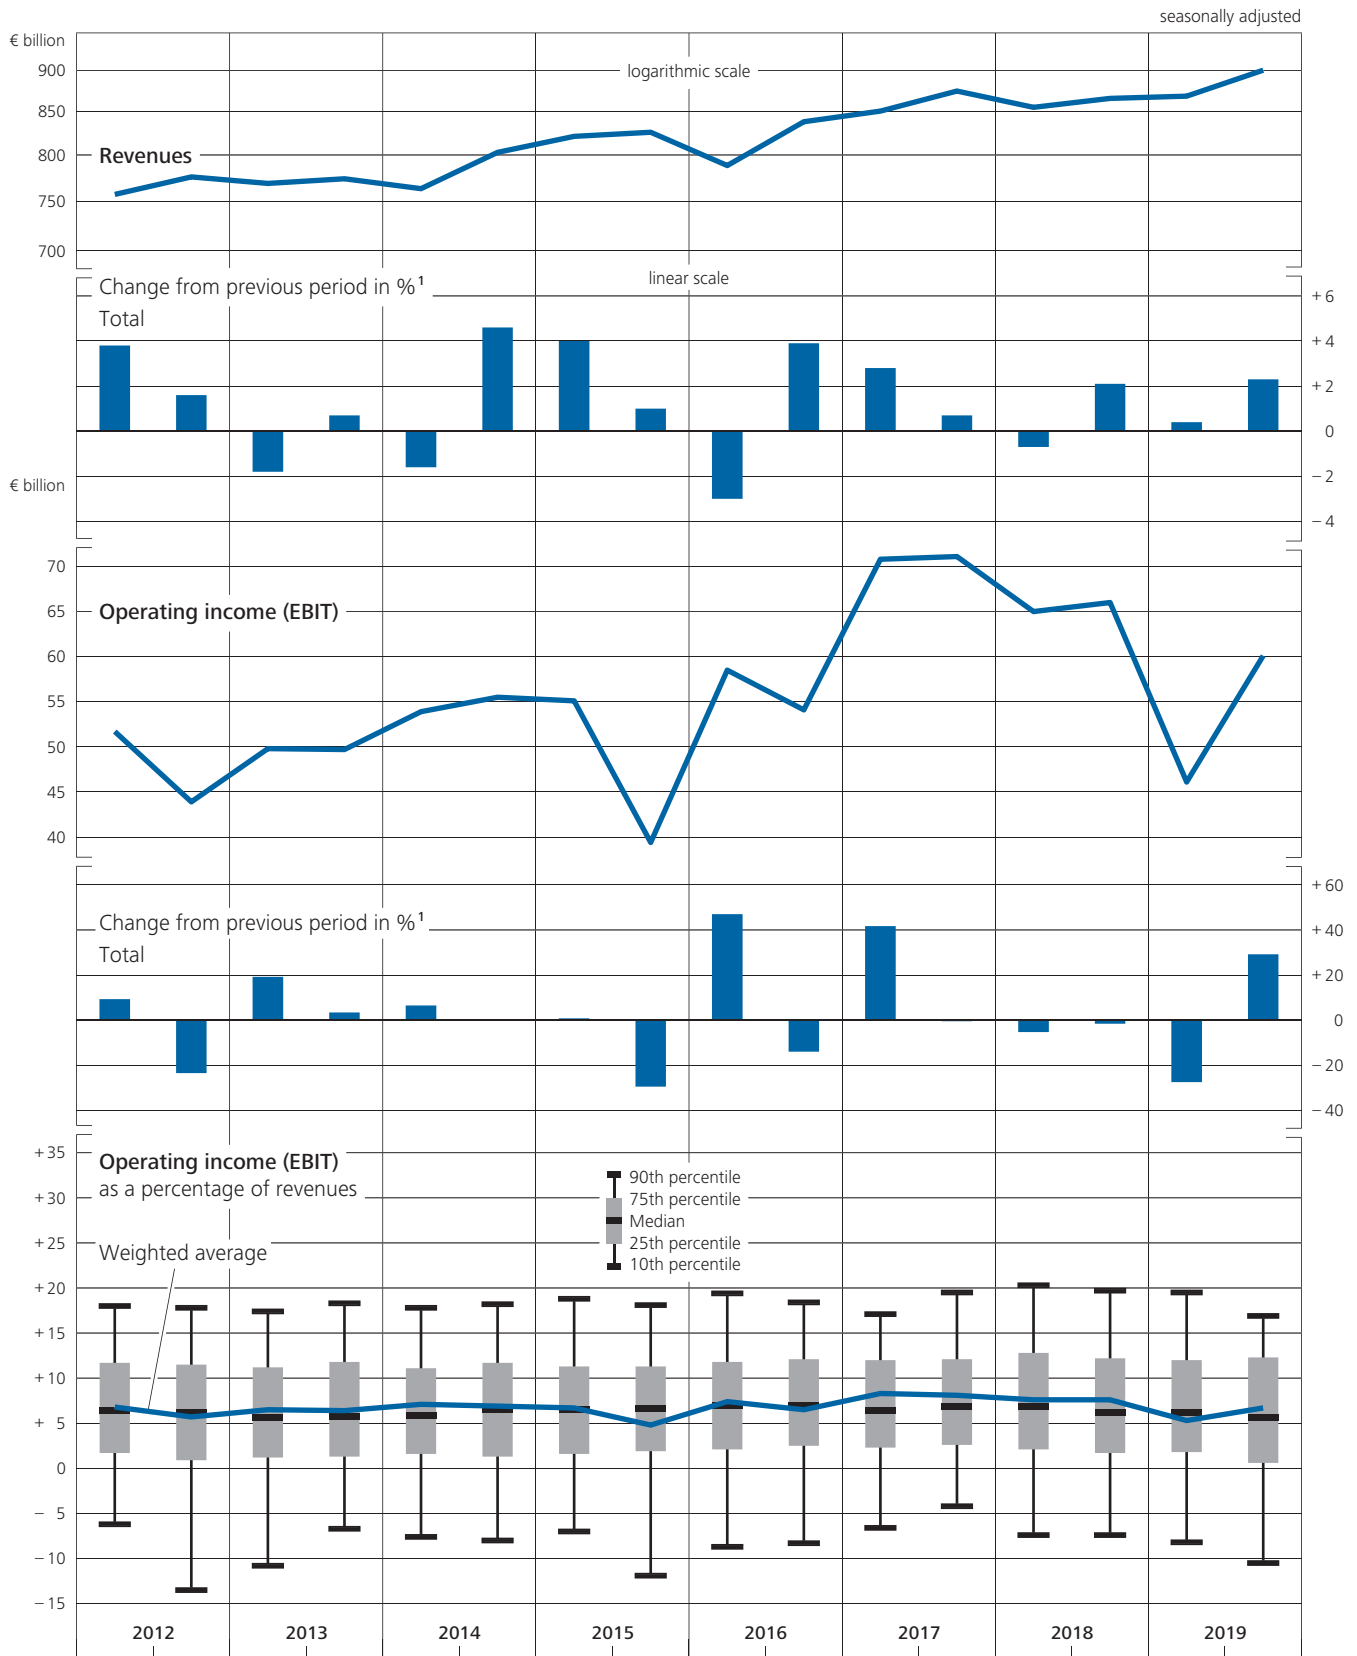 seasonally adjusted
€ billion
900
logarithmic scale
850
800
Revenues
750
700
Change from previous period in %¹
linear scale
+6
Total
+4
+2
0
€ billion
−2
−4
70
65
Operating income (EBIT)
60
55
50
45
40
+60
Change from previous period in %¹
+40
Total
+20
0
−20
−40
+35
Operating income (EBIT)
as a percentage of revenues
90th percentile
75th percentile
Median
25th percentile
10th percentile
+30
+25
Weighted average
+20
+15
+10
+ 5
0
− 5
−10
−15
2012 2013 2014 2015 2016 2017 2018 2019